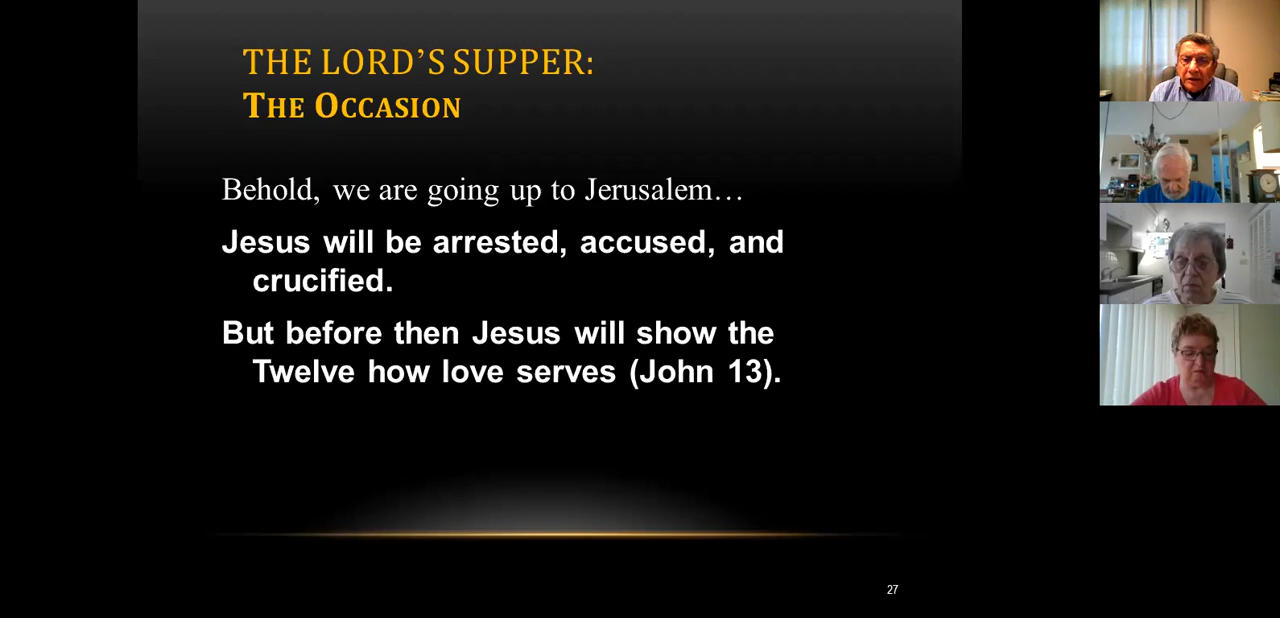 THE LORD’S SUPPER:
THE OCCASION
Behold, we are going up to Jerusalem…
Jesus will be arrested, accused, and
crucified.
But before then Jesus will show the
Twelve how love serves (John 13).
27